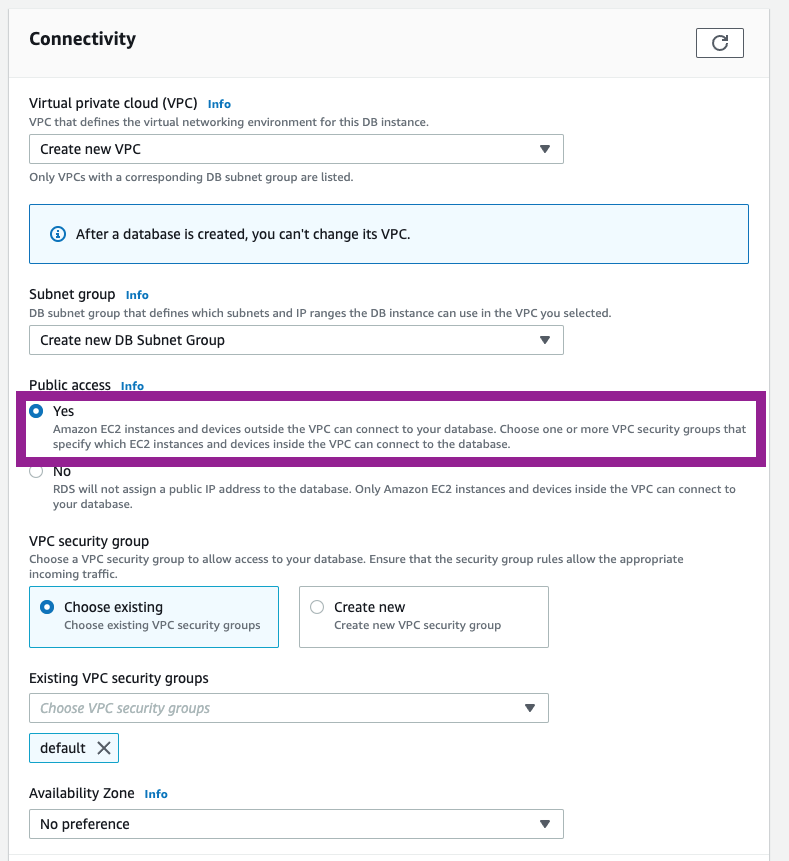 Connectivity
Virtual private cloud (VPC) Info
VPC that defines the virtual networking environment for this DB instance.
Create new VPC
Only VPCs with a corresponding DB subnet group are listed.
After a database is created, you can't change its VPC.
Subnet group Info
DB subnet group that defines which subnets and IP ranges the DB instance can use in the VPC you selected.
Create new DB Subnet Group
Public access Info
Yes
Amazon EC2 instances and devices outside the VPC can connect to your database. Choose one or more VPC security groups that
specify which EC2 instances and devices inside the VPC can connect to the database.
No
RDS will not assign a public IP address to the database. Only Amazon EC2 instances and devices inside the VPC can connect to
your database.
VPC security group
Choose a VPC security group to allow access to your database. Ensure that the security group rules allow the appropriate
incoming traffic.
Choose existing
Choose existing VPC security groups
Create new
Create new VPC security group
Existing VPC security groups
Choose VPC security groups
default
Availability Zone Info
No preference